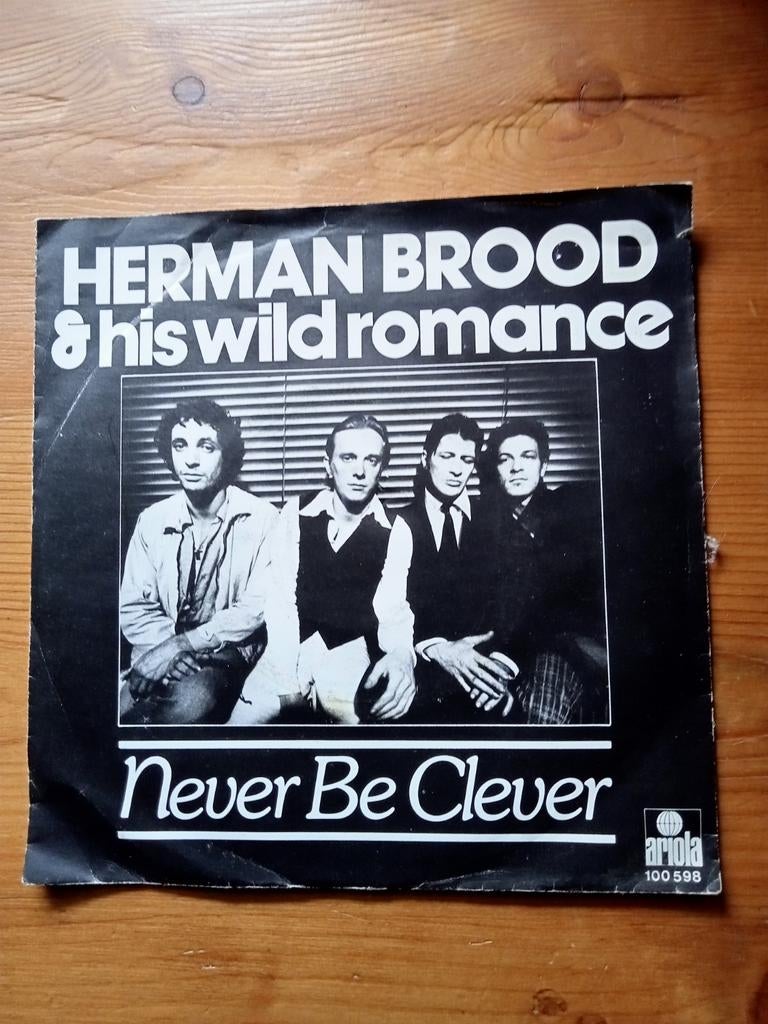 HERMAN BROOD
& his wild romance
Never Be Clever
ariola
100 598